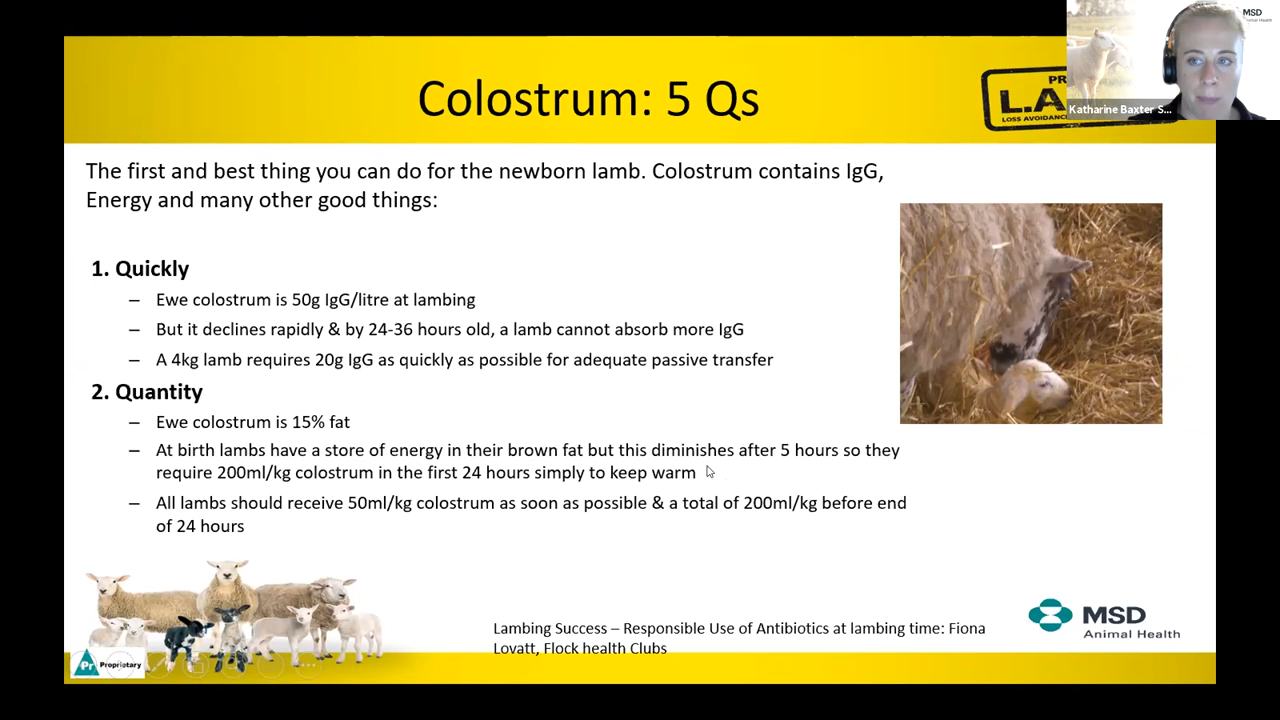 MSD
Animal Health
Katharine Baxter S...
Colostrum: 5 Qs
PR
L.A
LOSS AVOIDANC
The first and best thing you can do for the newborn lamb. Colostrum contains IgG,
Energy and many other good things:
1. Quickly
– Ewe colostrum is 50g IgG/litre at lambing
– But it declines rapidly & by 24-36 hours old, a lamb cannot absorb more IgG
– A 4kg lamb requires 20g IgG as quickly as possible for adequate passive transfer
2. Quantity
– Ewe colostrum is 15% fat
– At birth lambs have a store of energy in their brown fat but this diminishes after 5 hours so they
require 200ml/kg colostrum in the first 24 hours simply to keep warm
– All lambs should receive 50ml/kg colostrum as soon as possible & a total of 200ml/kg before end
of 24 hours
Lambing Success – Responsible Use of Antibiotics at lambing time: Fiona
Lovatt, Flock health Clubs
MSD
Animal Health
Pr Proprietary